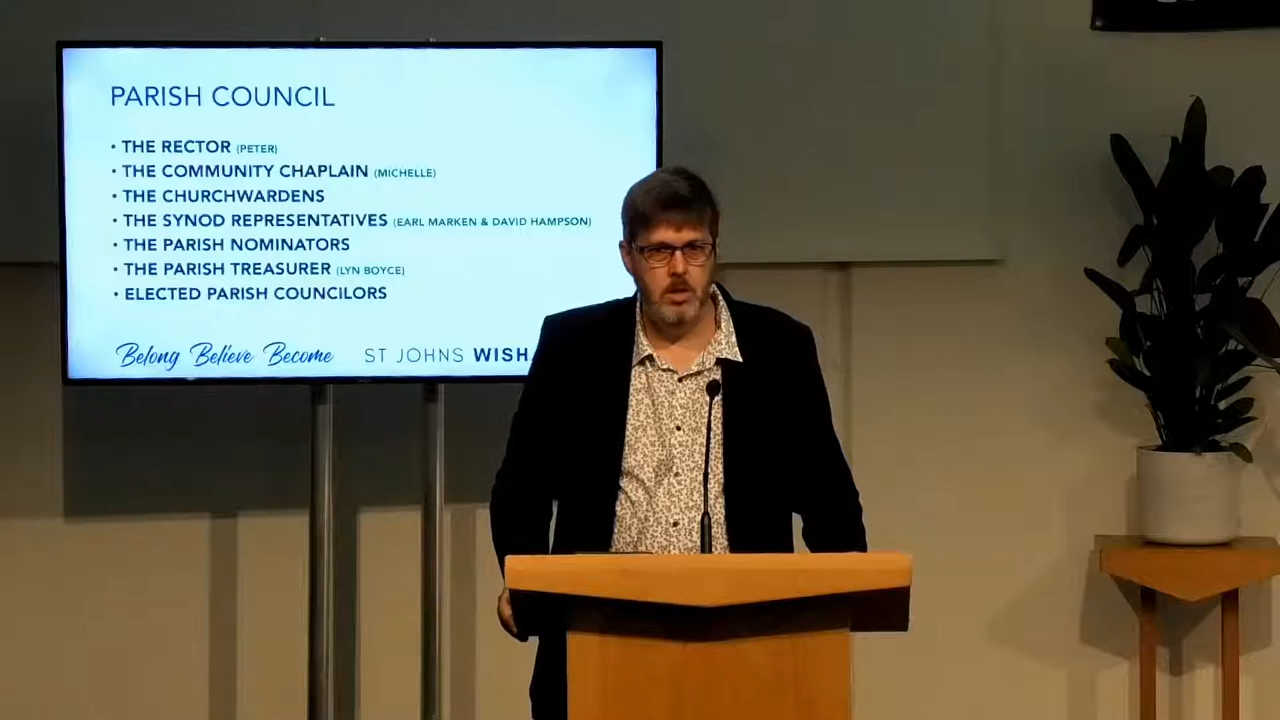 PARISH COUNCIL
• THE RECTOR (PETER)
• THE COMMUNITY CHAPLAIN (MICHELLE)
• THE CHURCHWARDENS
• THE SYNOD REPRESENTATIVES (EARL MARKEN & DAVID HAMPSON)
• THE PARISH NOMINATORS
• THE PARISH TREASURER (LYN BOYCE)
• ELECTED PARISH COUNCILORS
Belong Believe Become ST JOHNS WISH